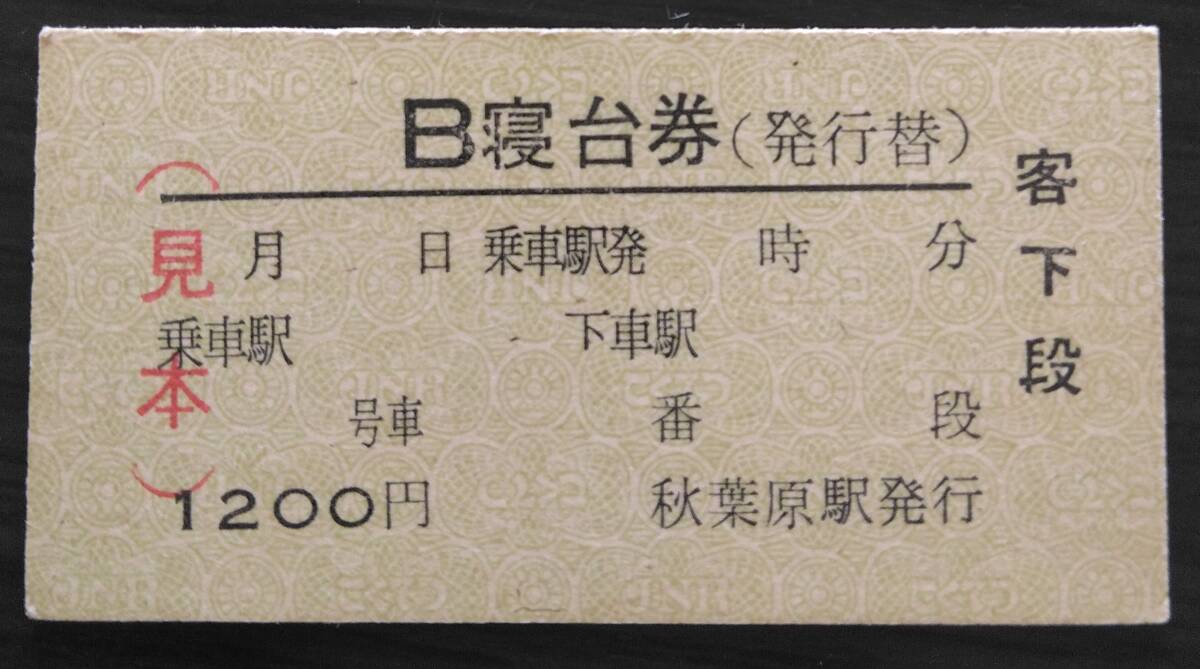 B寝台券(発行替)
客下段
(見本)
月 日 乗車駅発 時 分
乗車駅 下車駅
号車 番 段
1200円 秋葉原駅発行